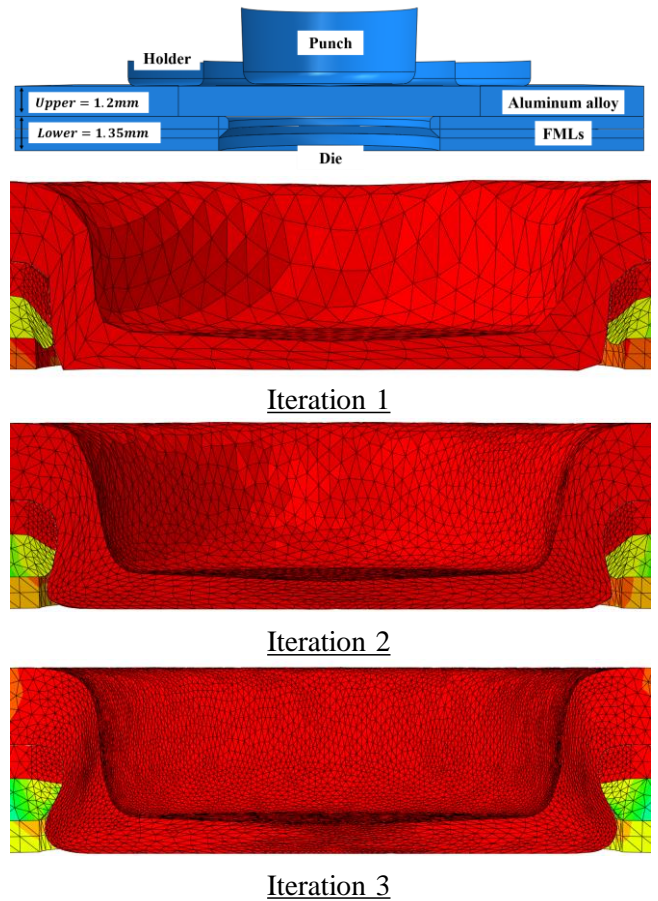 Punch
Holder
Upper = 1.2mm
Aluminum alloy
Lower = 1.35mm
FMLs
Die
Iteration 1
Iteration 2
Iteration 3